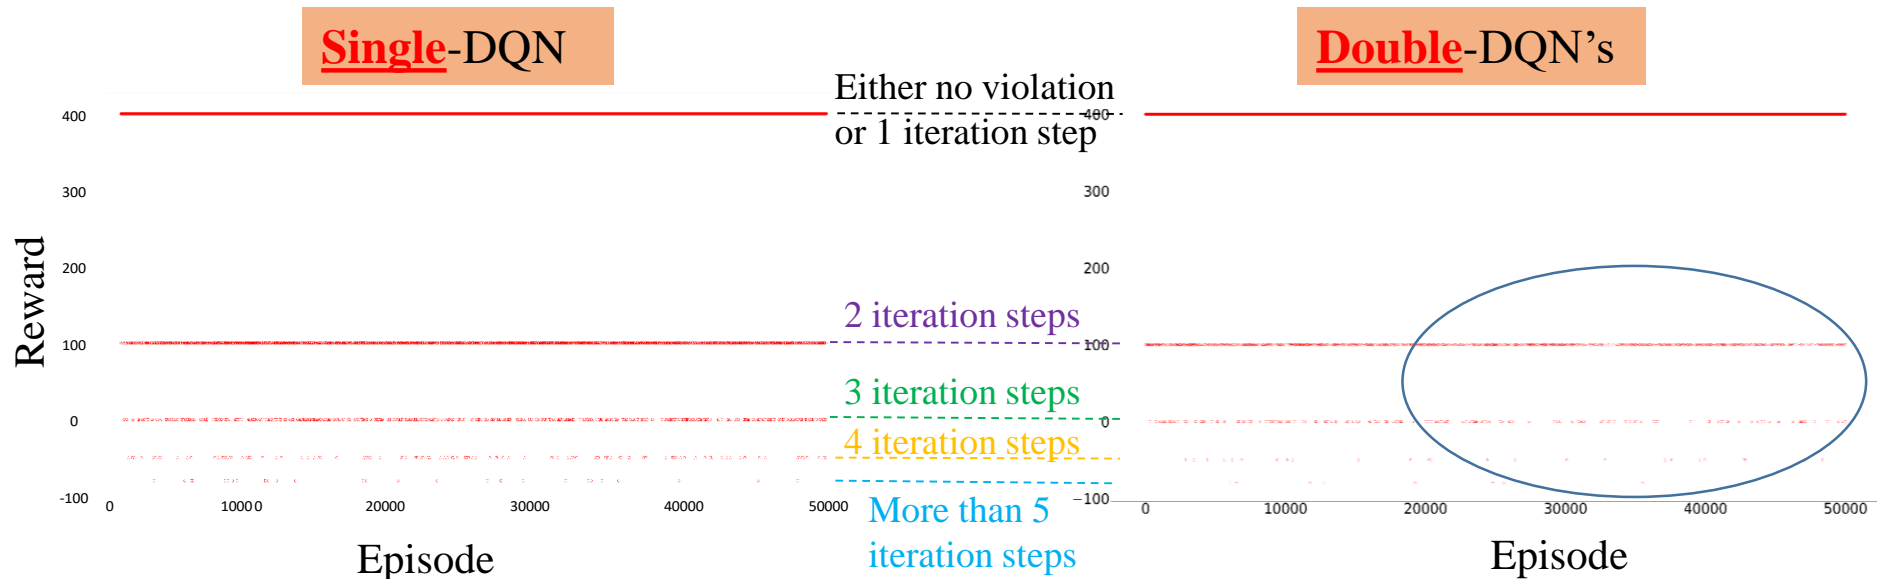 Single-DQN
Double-DQN’s
Either no violation
or 1 iteration step
2 iteration steps
3 iteration steps
4 iteration steps
More than 5
iteration steps
Reward
400
300
200
100
0
-100
0
10000
20000
30000
40000
50000
Episode
400
300
200
100
0
−100
0
10000
20000
30000
40000
50000
Episode